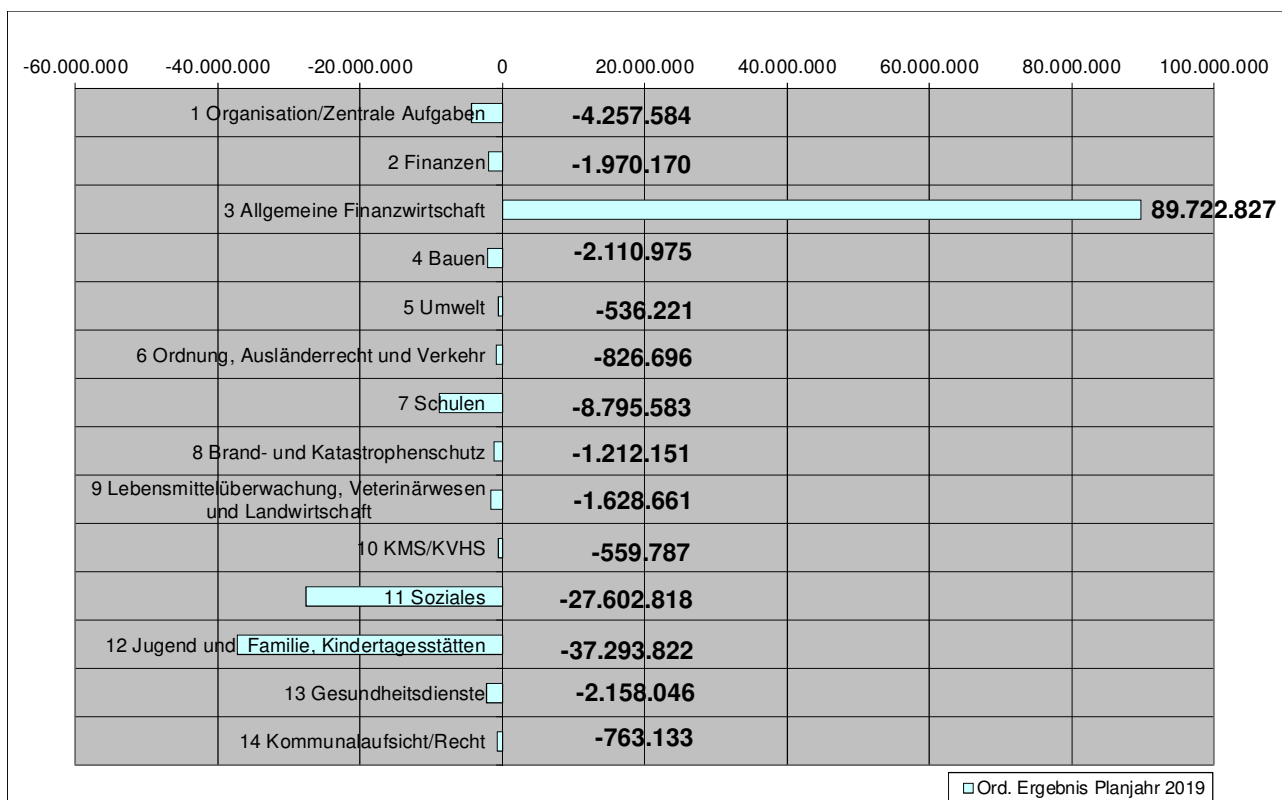 -60.000.000 -40.000.000 -20.000.000 0 20.000.000 40.000.000 60.000.000 80.000.000 100.000.000
1 Organisation/Zentrale Aufgaben -4.257.584
2 Finanzen -1.970.170
3 Allgemeine Finanzwirtschaft 89.722.827
4 Bauen -2.110.975
5 Umwelt -536.221
6 Ordnung, Ausländerrecht und Verkehr -826.696
7 Schulen -8.795.583
8 Brand- und Katastrophenschutz -1.212.151
9 Lebensmittelüberwachung, Veterinärwesen
und Landwirtschaft -1.628.661
10 KMS/KVHS -559.787
11 Soziales -27.602.818
12 Jugend und Familie, Kindertagesstätten -37.293.822
13 Gesundheitsdienste -2.158.046
14 Kommunalaufsicht/Recht -763.133
Ord. Ergebnis Planjahr 2019